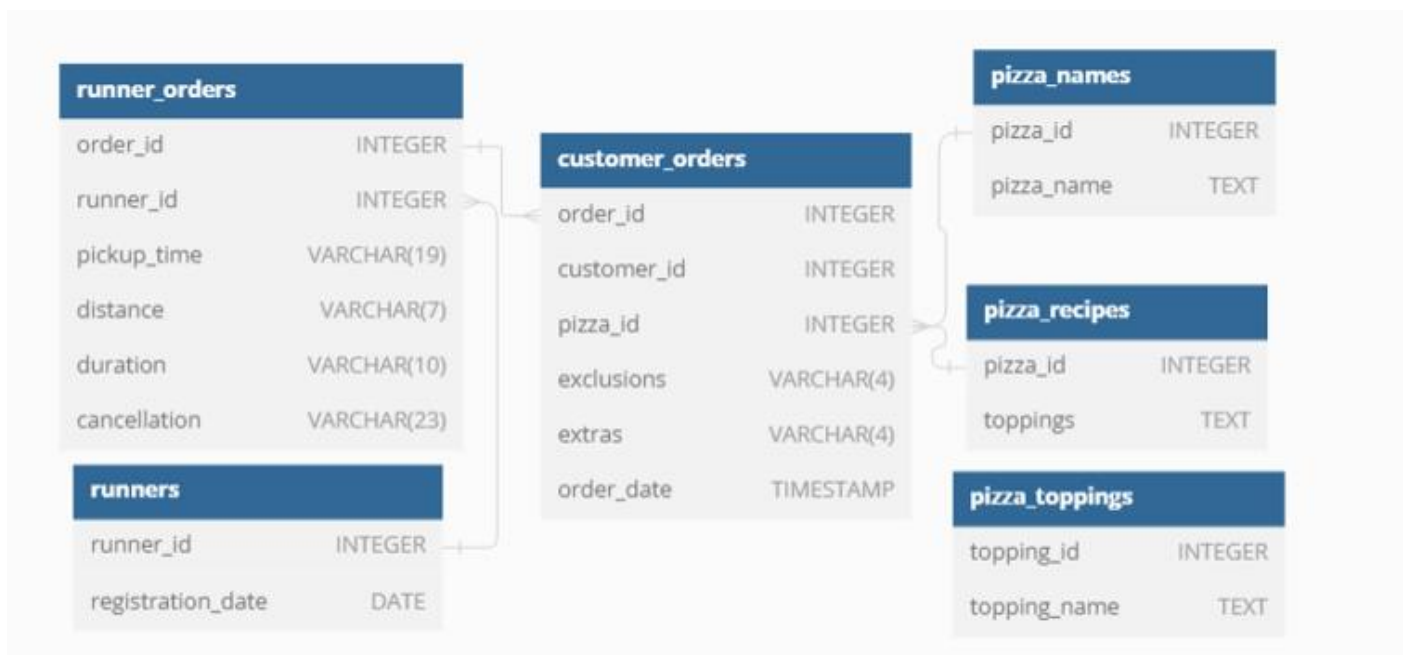 runner_orders
order_id INTEGER
runner_id INTEGER
pickup_time VARCHAR(19)
distance VARCHAR(7)
duration VARCHAR(10)
cancellation VARCHAR(23)
runners
runner_id INTEGER
registration_date DATE
customer_orders
order_id INTEGER
customer_id INTEGER
pizza_id INTEGER
exclusions VARCHAR(4)
extras VARCHAR(4)
order_date TIMESTAMP
pizza_names
pizza_id INTEGER
pizza_name TEXT
pizza_recipes
pizza_id INTEGER
toppings TEXT
pizza_toppings
topping_id INTEGER
topping_name TEXT